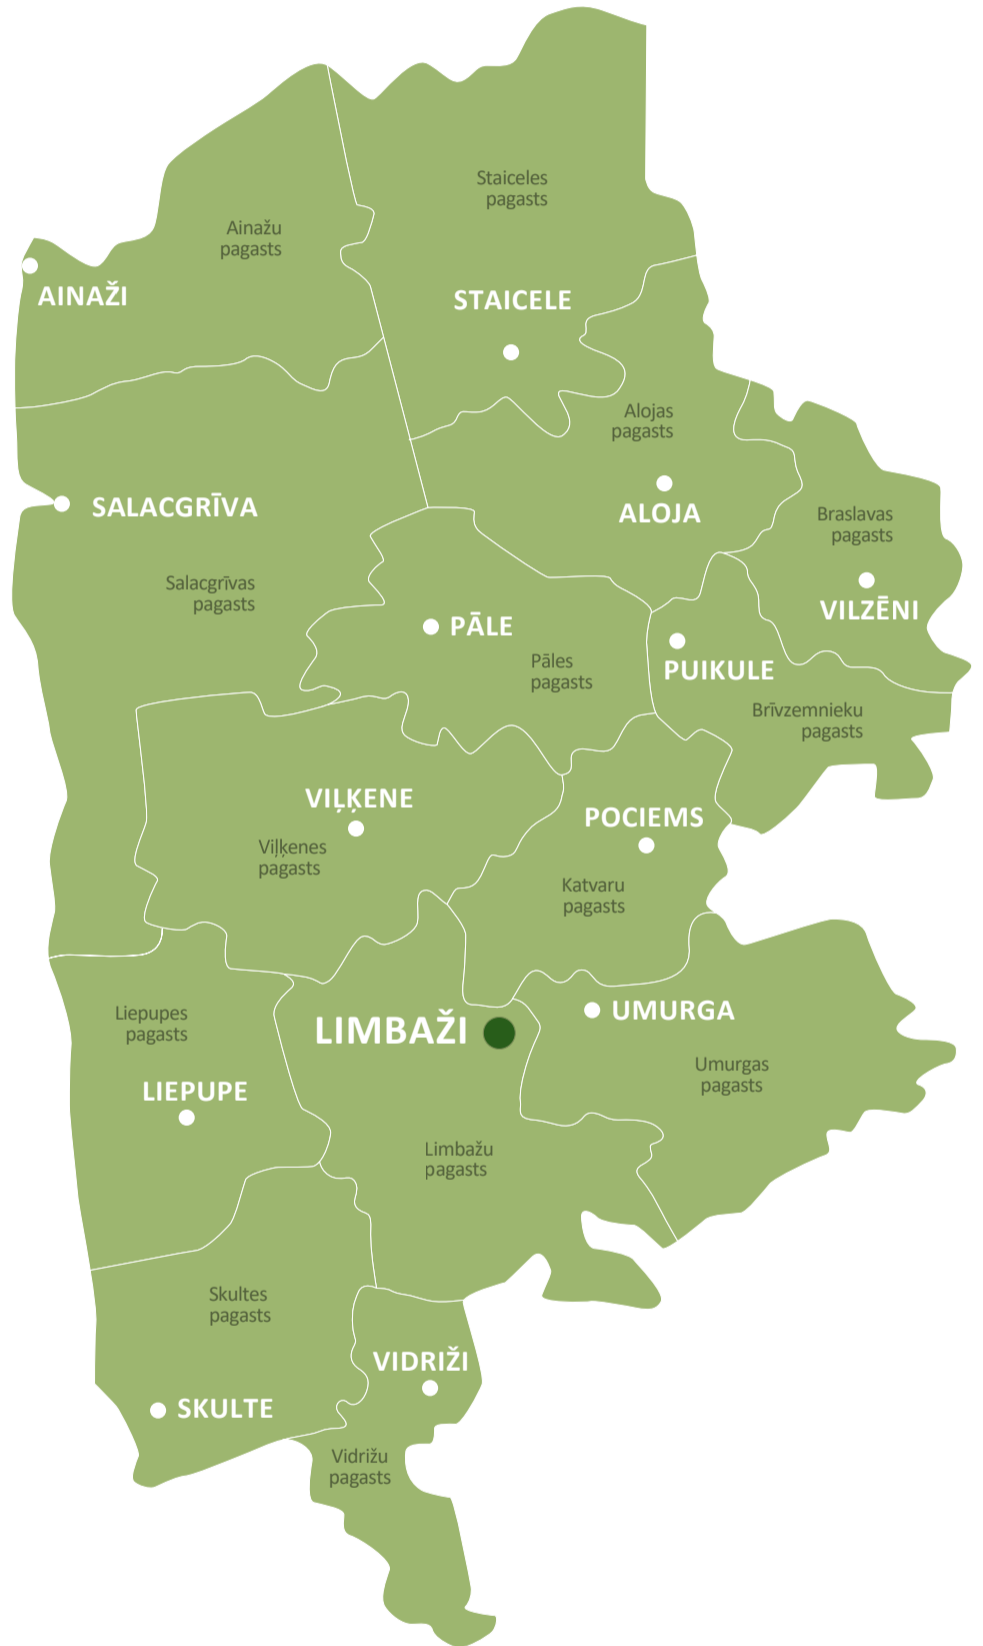 Staiceles
pagasts
Ainažu
pagasts
AINAŽI
STAICELE
Alojas
pagasts
SALACGRĪVA
ALOJA
Braslavas
pagasts
Salacgrīvas
pagasts
VILZĒNI
PĀLE
PUIKULE
Pāles
pagasts
Brīvzemnieku
pagasts
VIĻĶENE
POCIEMS
Viļķenes
pagasts
Katvaru
pagasts
UMURGA
LIMBAŽI
Liepupes
pagasts
Umurgas
pagasts
LIEPUPE
Limbažu
pagasts
Skultes
pagasts
VIDRIŽI
SKULTE
Vidrižu
pagasts